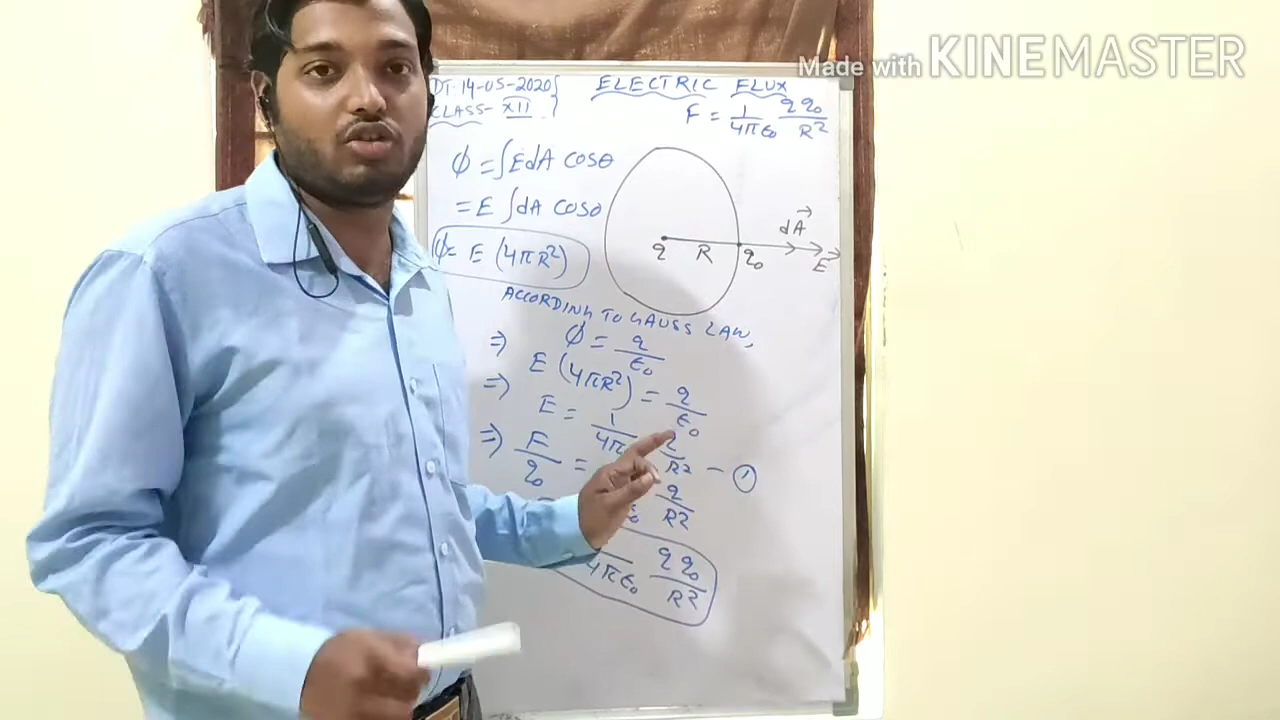 Made with KINEMASTER
DT. 14-05-2020
CLASS- XII
ELECTRIC FLUX
F = 1/4πε₀ qq₀/R²
ϕ = ∫EdA COSθ
= E ∫dA COSθ
ϕ = E (4πR²)
q R q₀ dA⃗ E⃗
ACCORDING TO GAUSS LAW,
⇒ ϕ = q/ε₀
⇒ E (4πR²) = q/ε₀
E = 1/4π q/R² - ①
⇒ F/q₀ =
q/R²
4πε₀ qq₀/R²